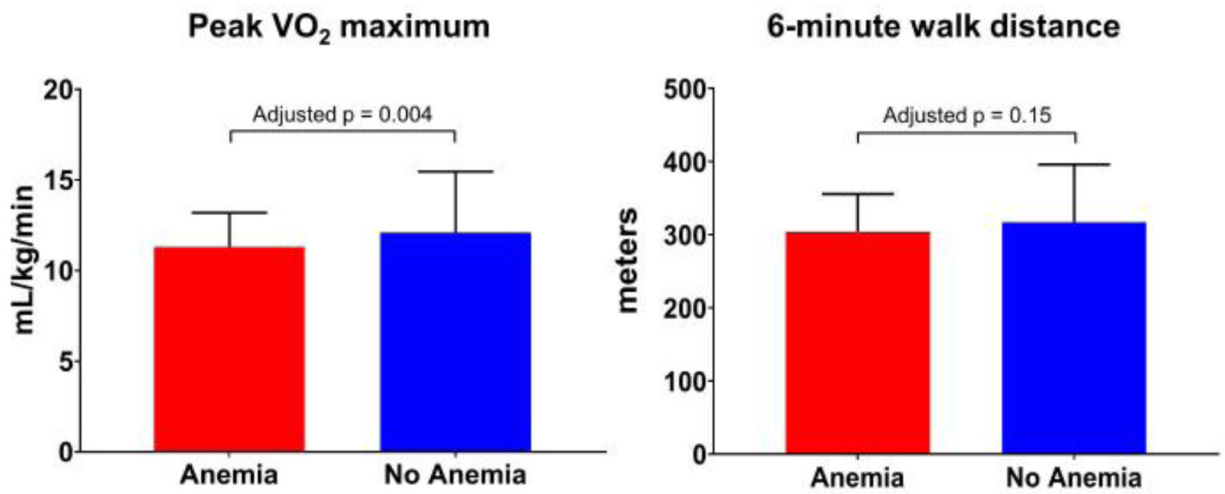 Peak VO₂ maximum
mL/kg/min
20
15
10
5
0
Adjusted p = 0.004
Anemia
No Anemia
6-minute walk distance
meters
500
400
300
200
100
0
Adjusted p = 0.15
Anemia
No Anemia